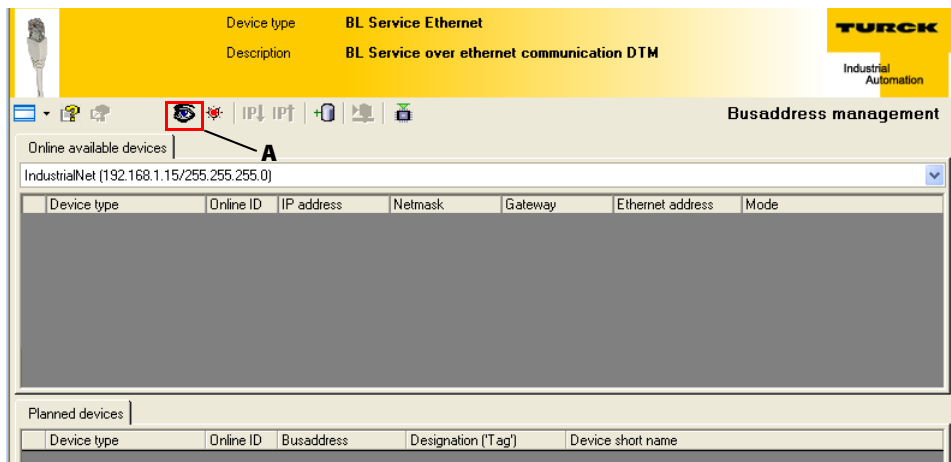 Device type BL Service Ethernet
TURCK
Description BL Service over ethernet communication DTM
Industrial
Automation
IP IP Busaddress management
Online available devices
A
IndustrialNet (192.168.1.15/255.255.255.0)
Device type Online ID IP address Netmask Gateway Ethernet address Mode
Planned devices
Device type Online ID Busaddress Designation ('Tag') Device short name